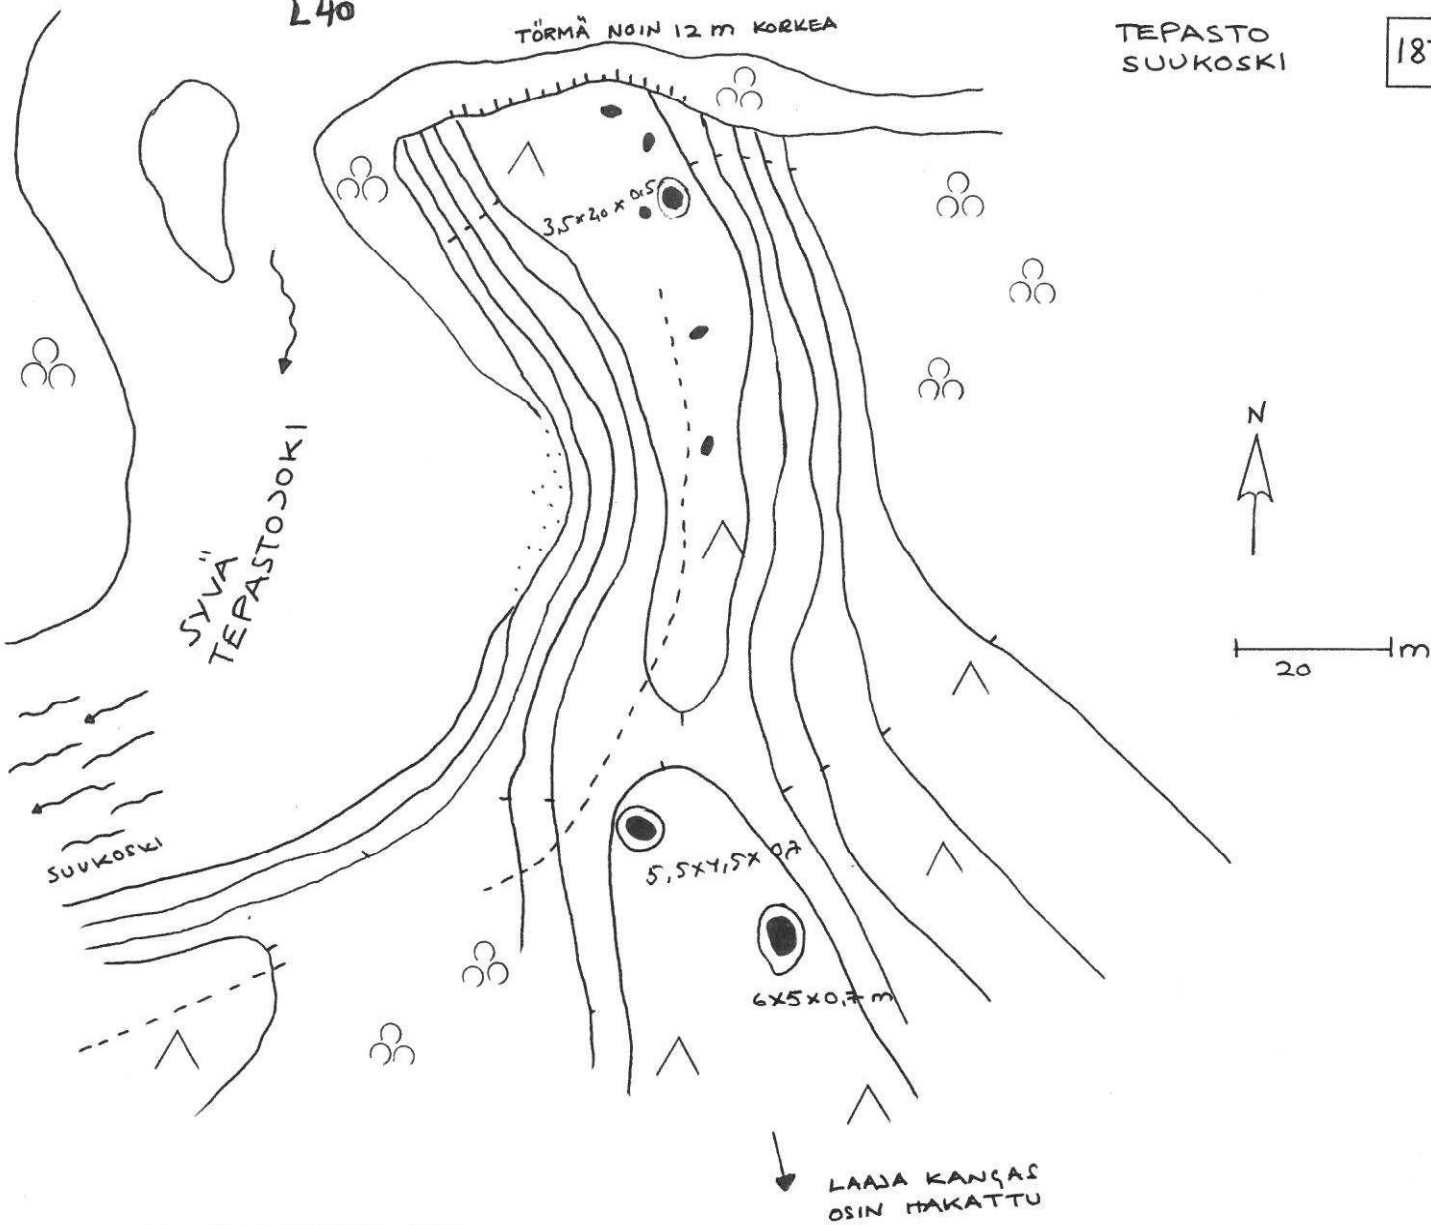 L40
TÖRMÄ NOIN 12 m KORKEA
TEPASTO
SUUKOSKI
187
3,5×2,0×0,5
N
SYVÄ
TEPASTOJOKI
20 m
SUUKOSKI
5,5×4,5×0,7
6×5×0,7 m
LAAJA KANGAS
OSIN HAKATTU